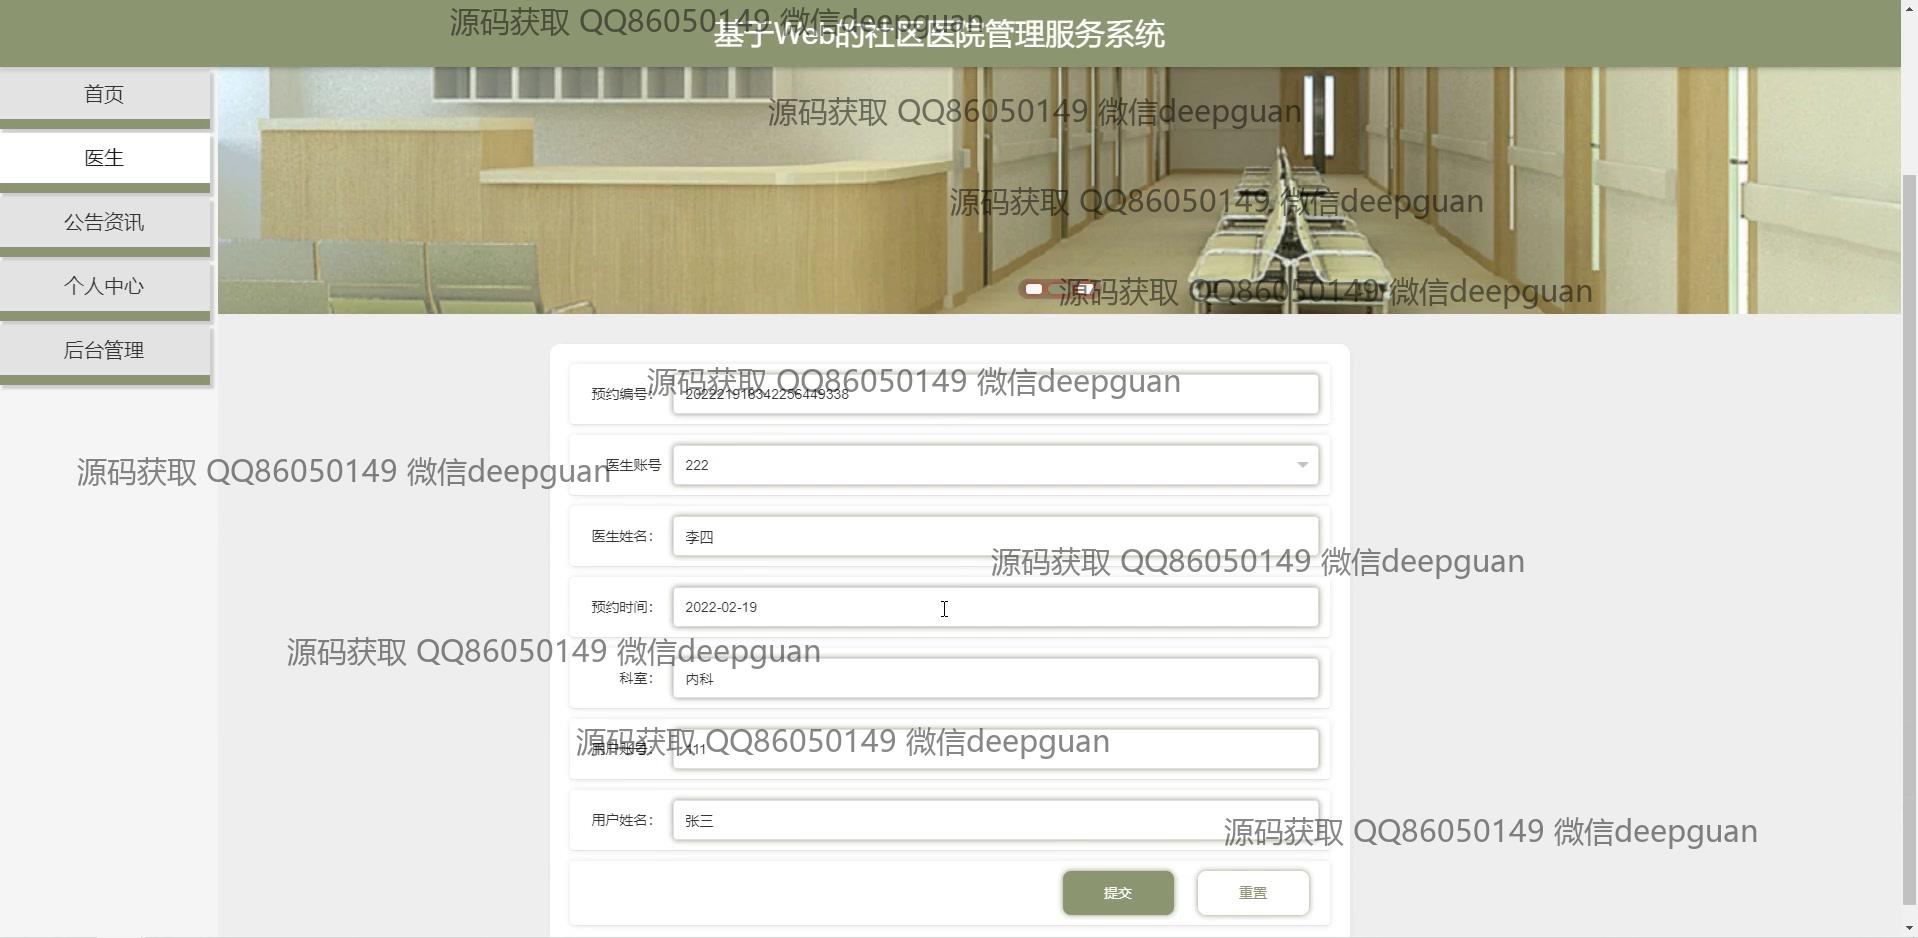 源码获取 QQ86050149 微信deepguan
基于Web的社区医院管理服务系统
首页
源码获取 QQ86050149 微信deepguan
医生
源码获取 QQ86050149 微信deepguan
公告资讯
个人中心
源码获取 QQ86050149 微信deepguan
后台管理
源码获取 QQ86050149 微信deepguan
预约编号:
源码获取 QQ86050149 微信deepguan
医生账号 222
医生姓名: 李四
源码获取 QQ86050149 微信deepguan
预约时间: 2022-02-19
源码获取 QQ86050149 微信deepguan
科室: 内科
源码获取 QQ86050149 微信deepguan
用户账号: 111
用户姓名: 张三
源码获取 QQ86050149 微信deepguan
提交 重置